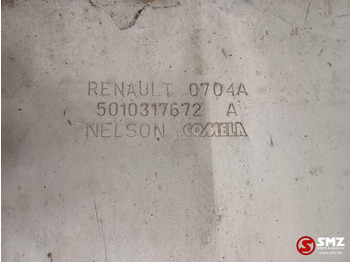 RENAULT 0704A
5010317672 A
NELSON COMELA
SMZ